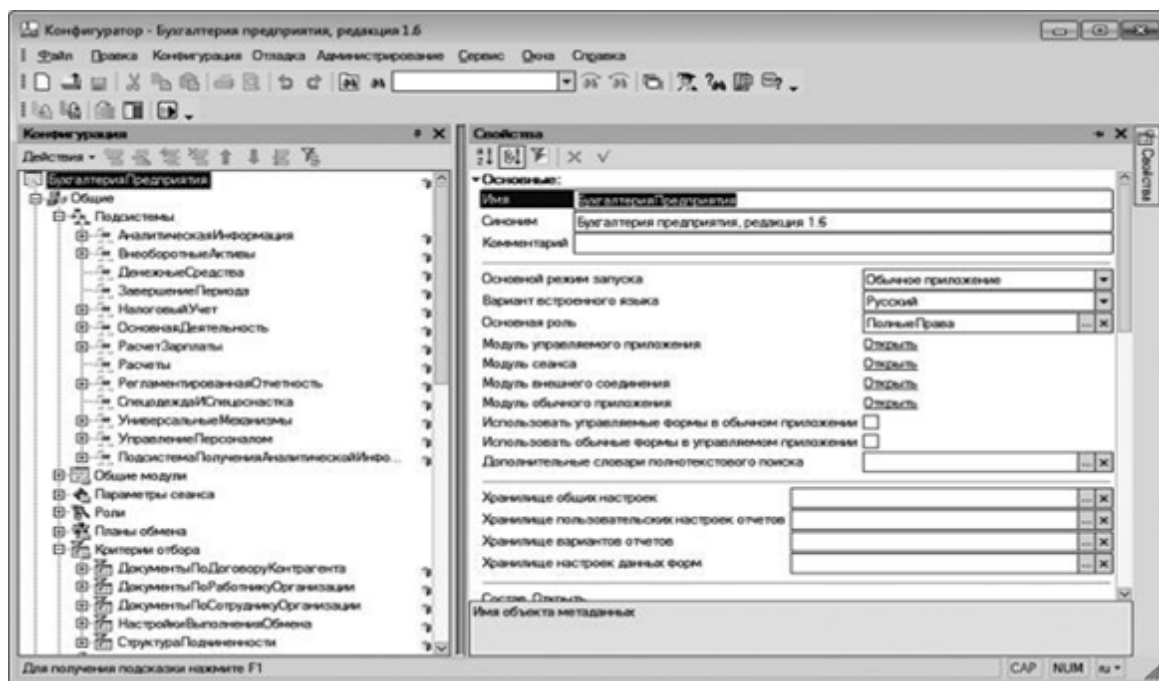 Конфигуратор - Бухгалтерия предприятия, редакция 1.6
Файл Правка Конфигурация Отладка Администрирование Сервис Окна Справка
Конфигурация
Действия
БухгалтерияПредприятия
Общие
Подсистемы
АналитическаяИнформация
ВнеоборотныеАктивы
ДенежныеСредства
ЗавершениеПериода
НалоговыйУчет
ОсновнаяДеятельность
РасчетЗарплаты
Расчеты
РегламентированнаяОтчетность
СпецодеждаИСпецоснастка
УниверсальныеМеханизмы
УправлениеПерсоналом
ПодсистемаПолученияАналитическойИнфо...
Общие модули
Параметры сеанса
Роли
Планы обмена
Критерии отбора
ДокументыПоДоговоруКонтрагента
ДокументыПоРаботникуОрганизации
ДокументыПоСотрудникуОрганизации
НастройкиВыполненияОбмена
СтруктураПодчиненности
Свойства
Основные:
Имя БухгалтерияПредприятия
Синоним Бухгалтерия предприятия, редакция 1.6
Комментарий
Основной режим запуска Обычное приложение
Вариант встроенного языка Русский
Основная роль ПолныеПрава ...
Модуль управляемого приложения Открыть
Модуль сеанса Открыть
Модуль внешнего соединения Открыть
Модуль обычного приложения Открыть
Использовать управляемые формы в обычном приложении
Использовать обычные формы в управляемом приложении
Дополнительные словари полнотекстового поиска ...
Хранилище общих настроек ...
Хранилище пользовательских настроек отчетов ...
Хранилище вариантов отчетов ...
Хранилище настроек данных форм ...
Состав Открыть
Имя объекта метаданных
Свойства
Для получения подсказки нажмите F1 CAP NUM ru